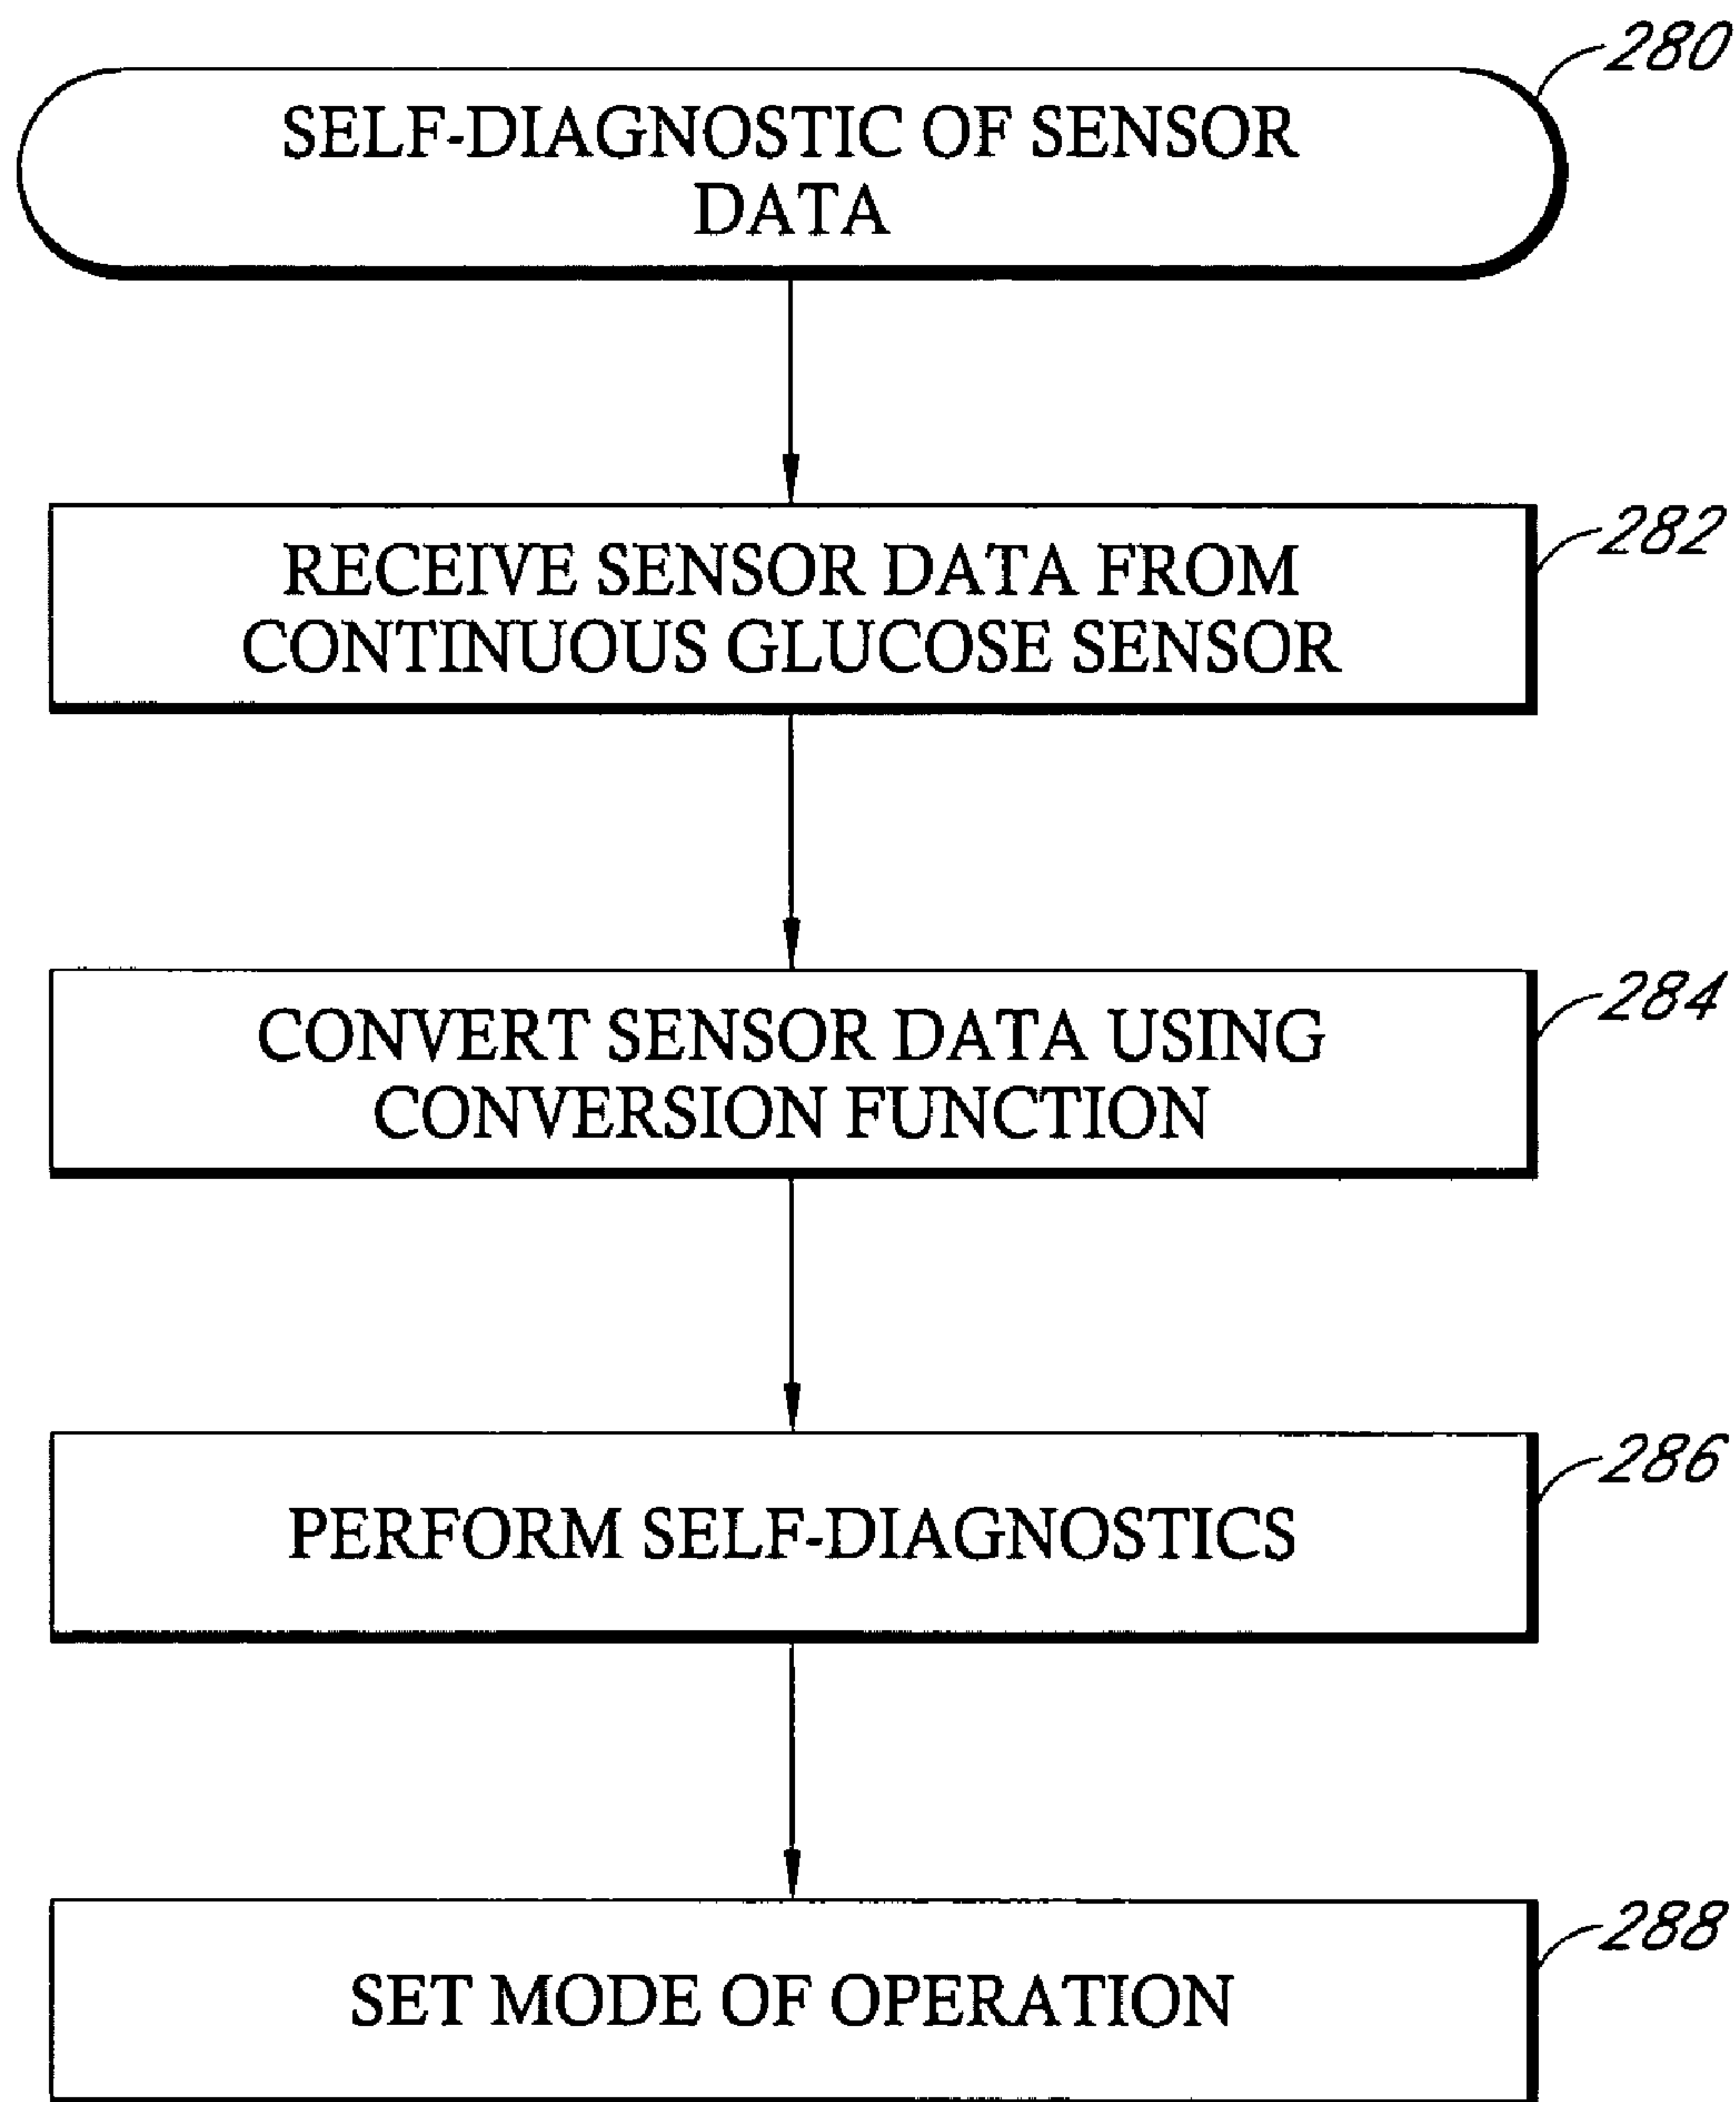 280
SELF-DIAGNOSTIC OF SENSOR
DATA
282
RECEIVE SENSOR DATA FROM
CONTINUOUS GLUCOSE SENSOR
284
CONVERT SENSOR DATA USING
CONVERSION FUNCTION
286
PERFORM SELF-DIAGNOSTICS
288
SET MODE OF OPERATION